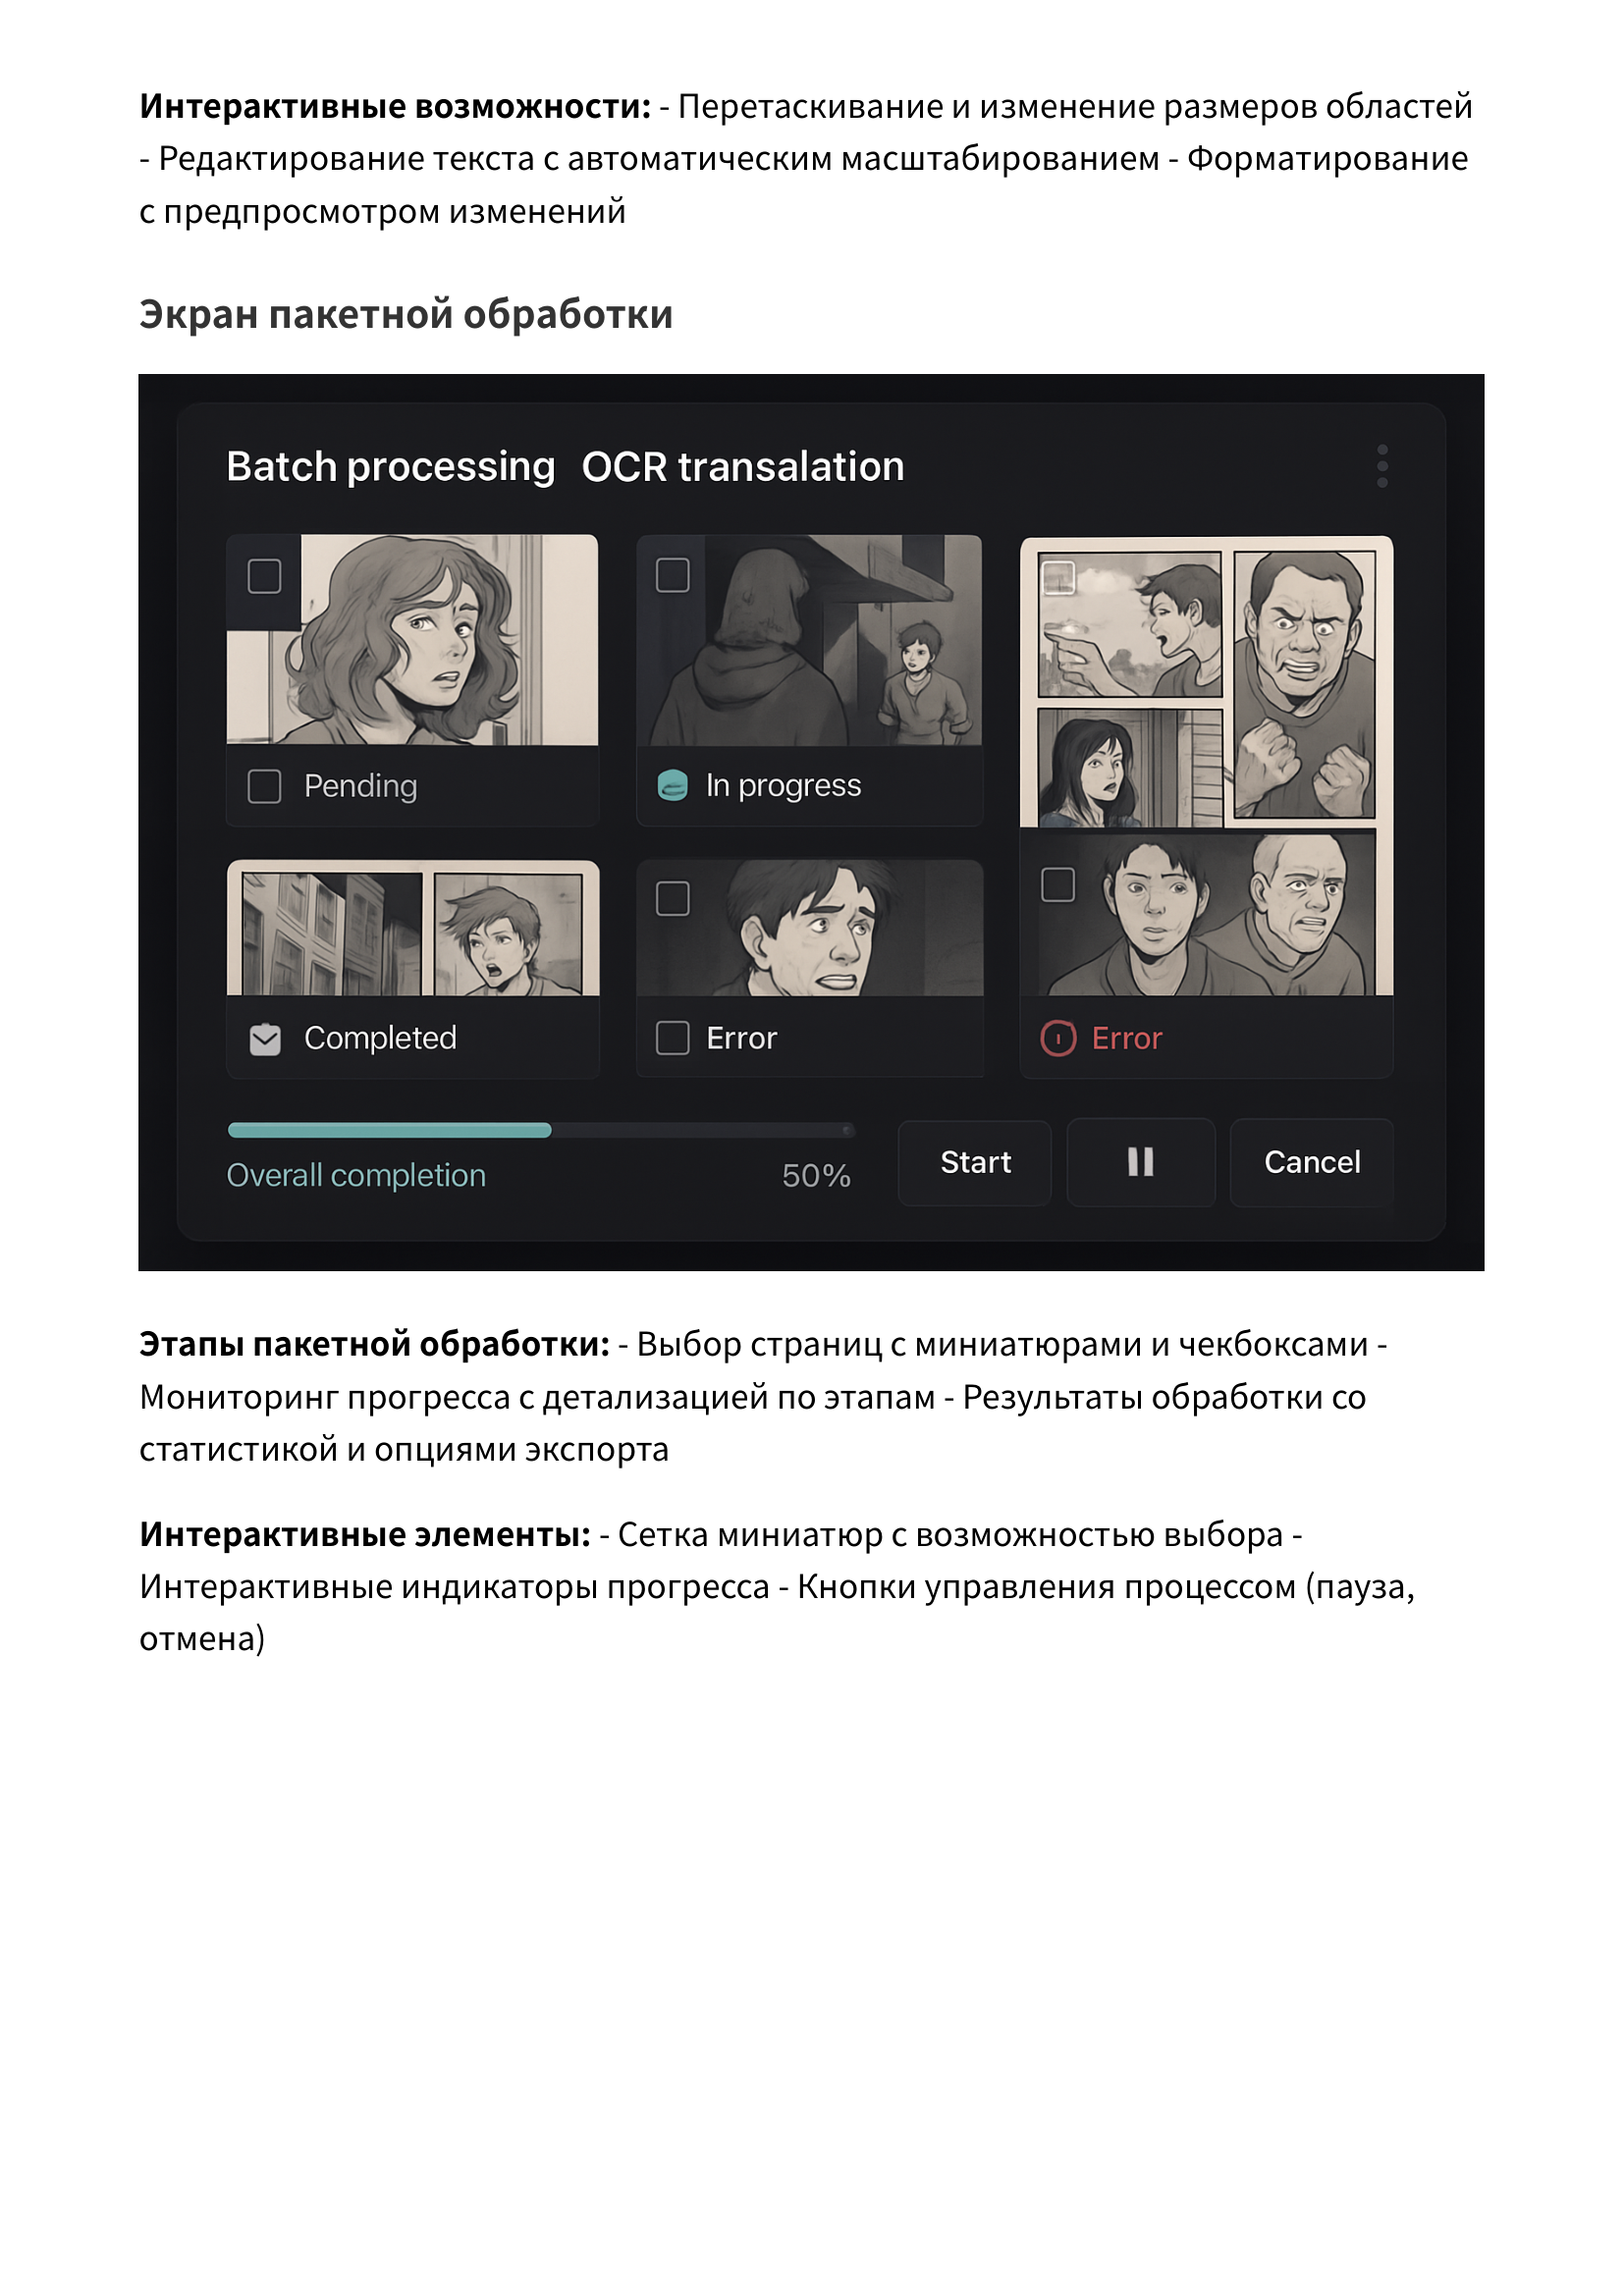 Интерактивные возможности: - Перетаскивание и изменение размеров областей
- Редактирование текста с автоматическим масштабированием - Форматирование
с предпросмотром изменений
Экран пакетной обработки
Batch processing OCR transalation
Pending
In progress
Completed
Error
Error
Overall completion
50%
Start
Cancel
Этапы пакетной обработки: - Выбор страниц с миниатюрами и чекбоксами -
Мониторинг прогресса с детализацией по этапам - Результаты обработки со
статистикой и опциями экспорта
Интерактивные элементы: - Сетка миниатюр с возможностью выбора -
Интерактивные индикаторы прогресса - Кнопки управления процессом (пауза,
отмена)